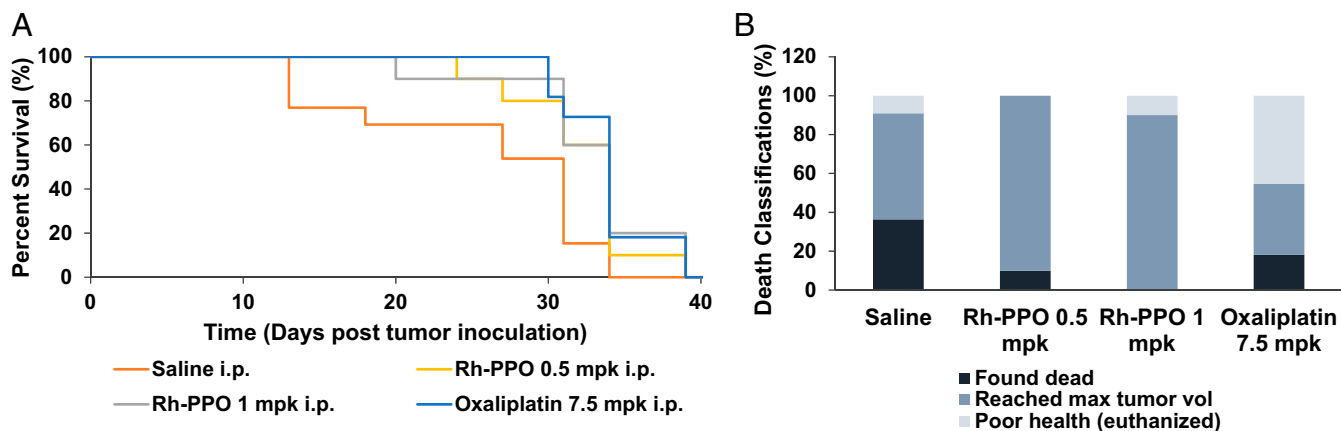 A
Percent Survival (%)
100
80
60
40
20
0
0 10 20 30 40
Time (Days post tumor inoculation)
Saline i.p. Rh-PPO 0.5 mpk i.p.
Rh-PPO 1 mpk i.p. Oxaliplatin 7.5 mpk i.p.
B
Death Classifications (%)
120
100
80
60
40
20
0
Saline Rh-PPO 0.5 Rh-PPO 1 Oxaliplatin
mpk mpk 7.5 mpk
Found dead
Reached max tumor vol
Poor health (euthanized)